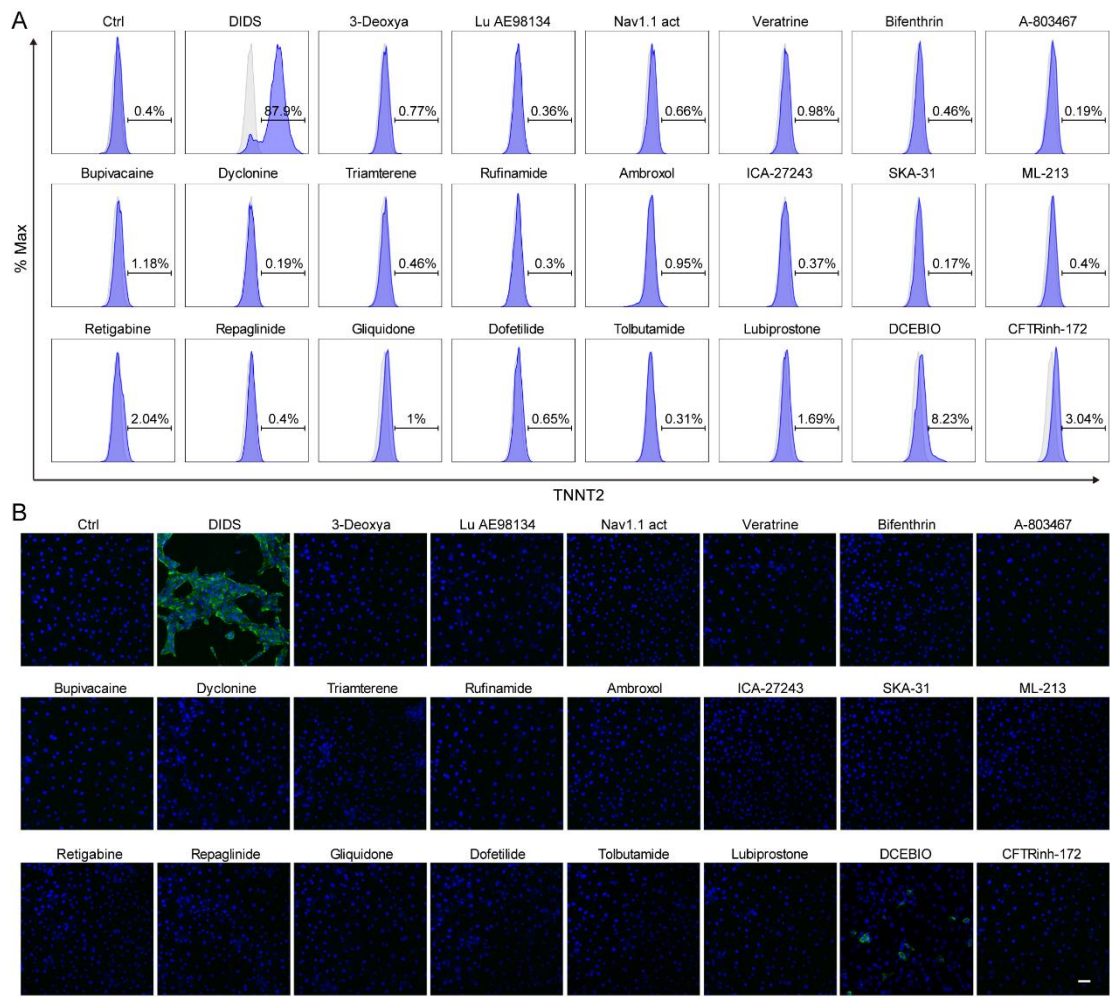 A
Ctrl DIDS 3-Deoxya Lu AE98134 Nav1.1 act Veratrine Bifenthrin A-803467
0.4% 87.9% 0.77% 0.36% 0.66% 0.98% 0.46% 0.19%
Bupivacaine Dyclonine Triamterene Rufinamide Ambroxol ICA-27243 SKA-31 ML-213
1.18% 0.19% 0.46% 0.3% 0.95% 0.37% 0.17% 0.4%
Retigabine Repaglinide Gliquidone Dofetilide Tolbutamide Lubiprostone DCEBIO CFTRinh-172
2.04% 0.4% 1% 0.65% 0.31% 1.69% 8.23% 3.04%
% Max
TNNT2
B
Ctrl DIDS 3-Deoxya Lu AE98134 Nav1.1 act Veratrine Bifenthrin A-803467
Bupivacaine Dyclonine Triamterene Rufinamide Ambroxol ICA-27243 SKA-31 ML-213
Retigabine Repaglinide Gliquidone Dofetilide Tolbutamide Lubiprostone DCEBIO CFTRinh-172